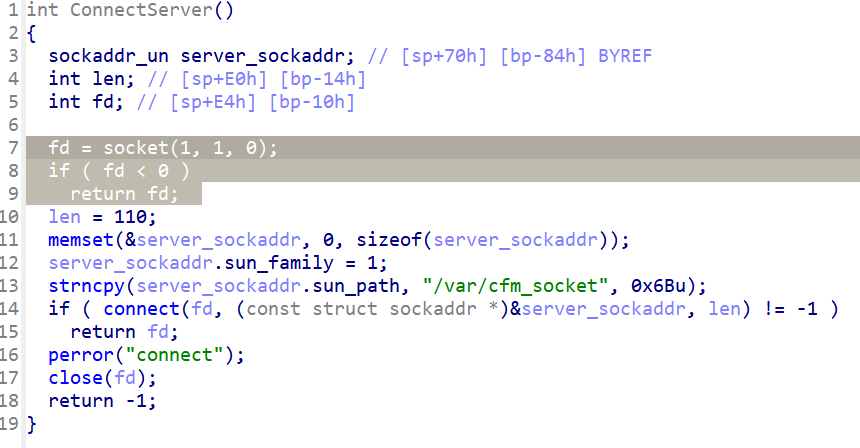 1 int ConnectServer()
2 {
3   sockaddr_un server_sockaddr; // [sp+70h] [bp-84h] BYREF
4   int len; // [sp+E0h] [bp-14h]
5   int fd; // [sp+E4h] [bp-10h]
6
7   fd = socket(1, 1, 0);
8   if ( fd < 0 )
9     return fd;
10   len = 110;
11   memset(&server_sockaddr, 0, sizeof(server_sockaddr));
12   server_sockaddr.sun_family = 1;
13   strncpy(server_sockaddr.sun_path, "/var/cfm_socket", 0x6Bu);
14   if ( connect(fd, (const struct sockaddr *)&server_sockaddr, len) != -1 )
15     return fd;
16   perror("connect");
17   close(fd);
18   return -1;
19 }